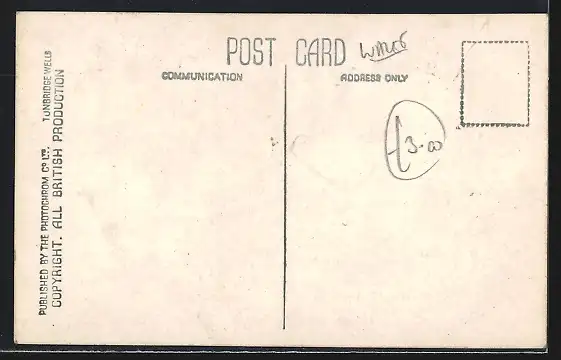 POST CARD
COMMUNICATION
ADDRESS ONLY
£3-00
PUBLISHED BY THE PHOTOCHROM CO LTD. TUNBRIDGE WELLS
COPYRIGHT. ALL BRITISH PRODUCTION